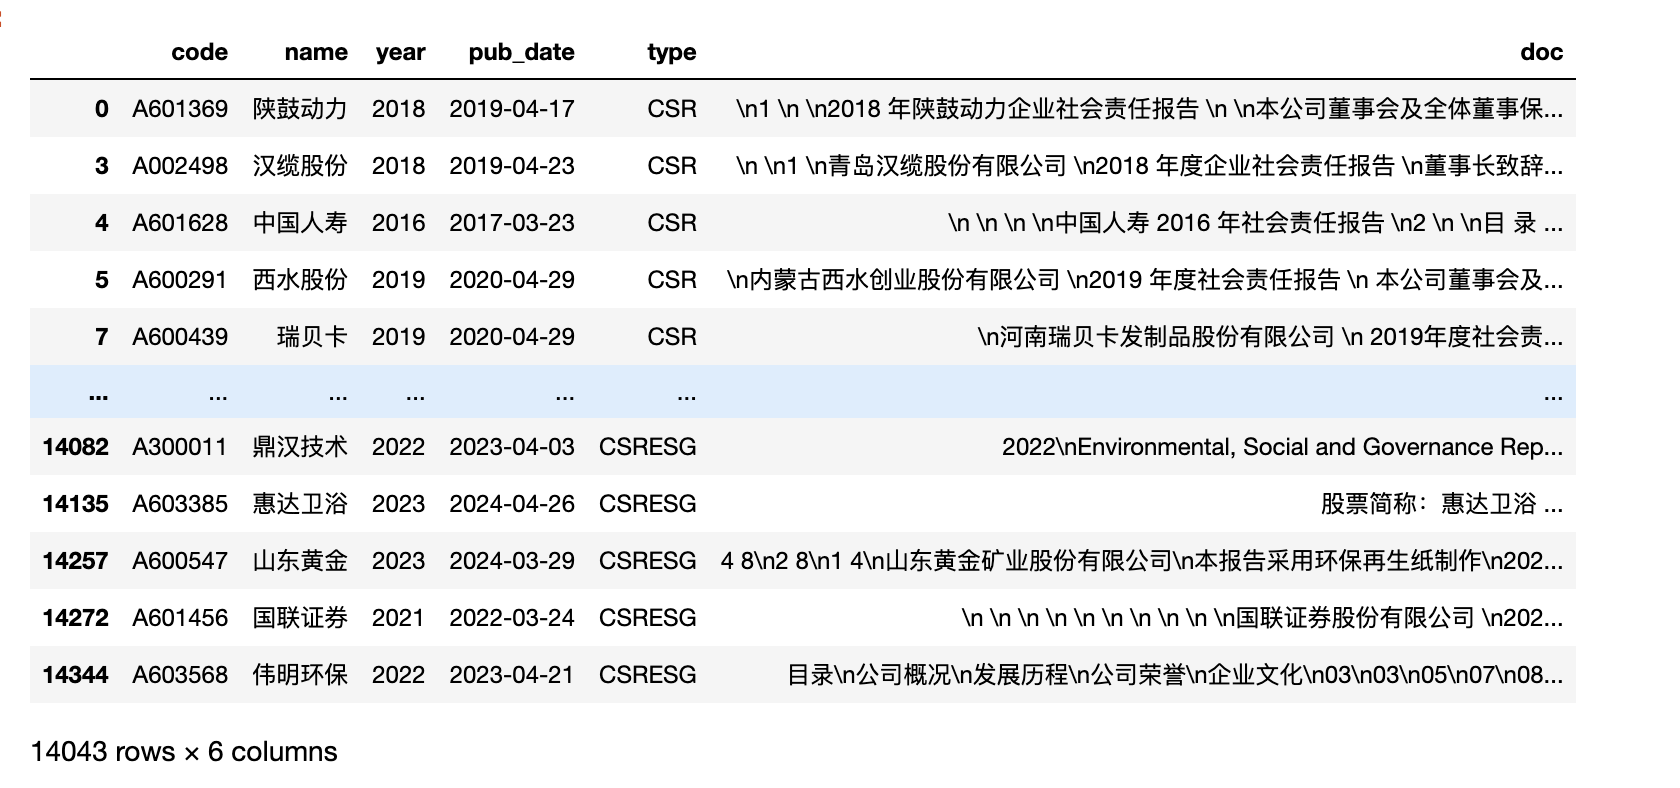 code name year pub_date type doc
0 A601369 陕鼓动力 2018 2019-04-17 CSR \n1 \n \n2018 年陕鼓动力企业社会责任报告 \n \n本公司董事会及全体董事保...
3 A002498 汉缆股份 2018 2019-04-23 CSR \n \n1 \n青岛汉缆股份有限公司 \n2018 年度企业社会责任报告 \n董事长致辞...
4 A601628 中国人寿 2016 2017-03-23 CSR \n \n \n \n中国人寿 2016 年社会责任报告 \n2 \n \n目 录 ...
5 A600291 西水股份 2019 2020-04-29 CSR \n内蒙古西水创业股份有限公司 \n2019 年度社会责任报告 \n 本公司董事会及...
7 A600439 瑞贝卡 2019 2020-04-29 CSR \n河南瑞贝卡发制品股份有限公司 \n 2019年度社会责...
... ... ... ... ... ... ...
14082 A300011 鼎汉技术 2022 2023-04-03 CSRESG 2022\nEnvironmental, Social and Governance Rep...
14135 A603385 惠达卫浴 2023 2024-04-26 CSRESG 股票简称：惠达卫浴 ...
14257 A600547 山东黄金 2023 2024-03-29 CSRESG 4 8\n2 8\n1 4\n山东黄金矿业股份有限公司\n本报告采用环保再生纸制作\n202...
14272 A601456 国联证券 2021 2022-03-24 CSRESG \n \n \n \n \n \n \n \n \n \n国联证券股份有限公司 \n202...
14344 A603568 伟明环保 2022 2023-04-21 CSRESG 目录\n公司概况\n发展历程\n公司荣誉\n企业文化\n03\n03\n05\n07\n08...
14043 rows × 6 columns